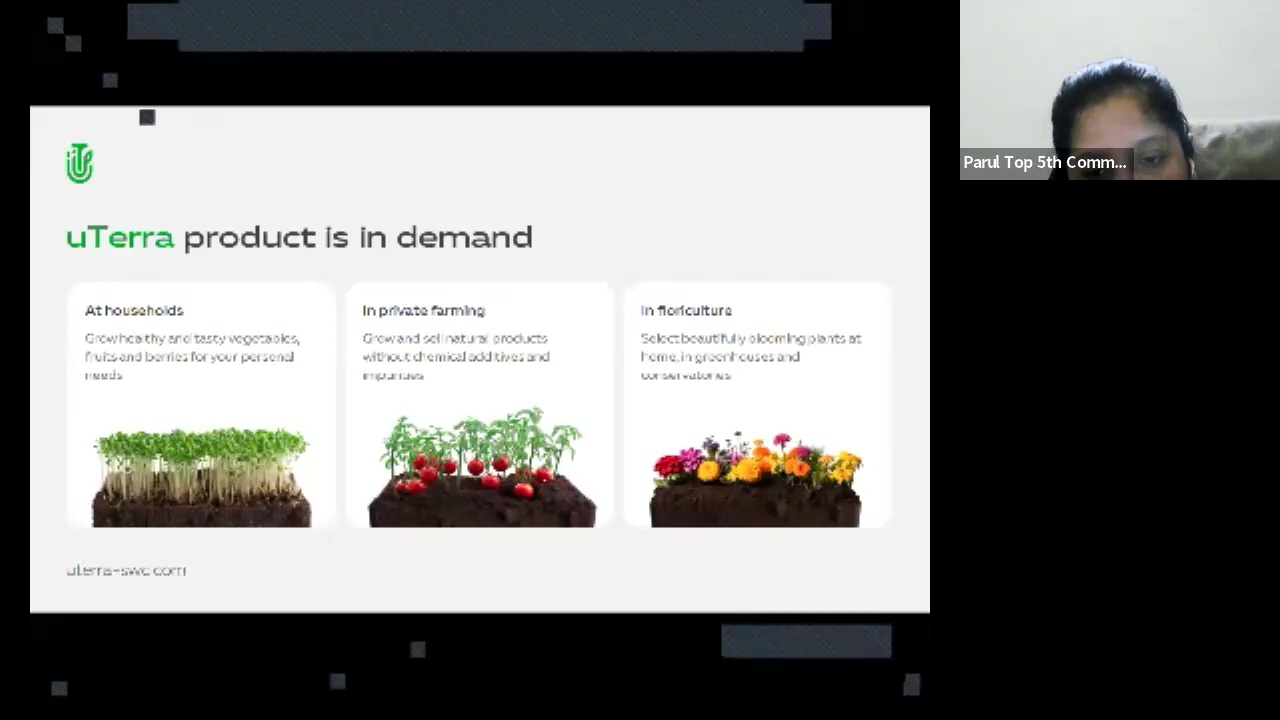 uTerra product is in demand
At households
Grow healthy and tasty vegetables,
fruits and berries for your personal
needs
In private farming
Grow and sell natural products
without chemical additives and
impurities
In floriculture
Select beautifully blooming plants at
home, in greenhouses and
conservatories
uterra-swc.com
Parul Top 5th Comm...